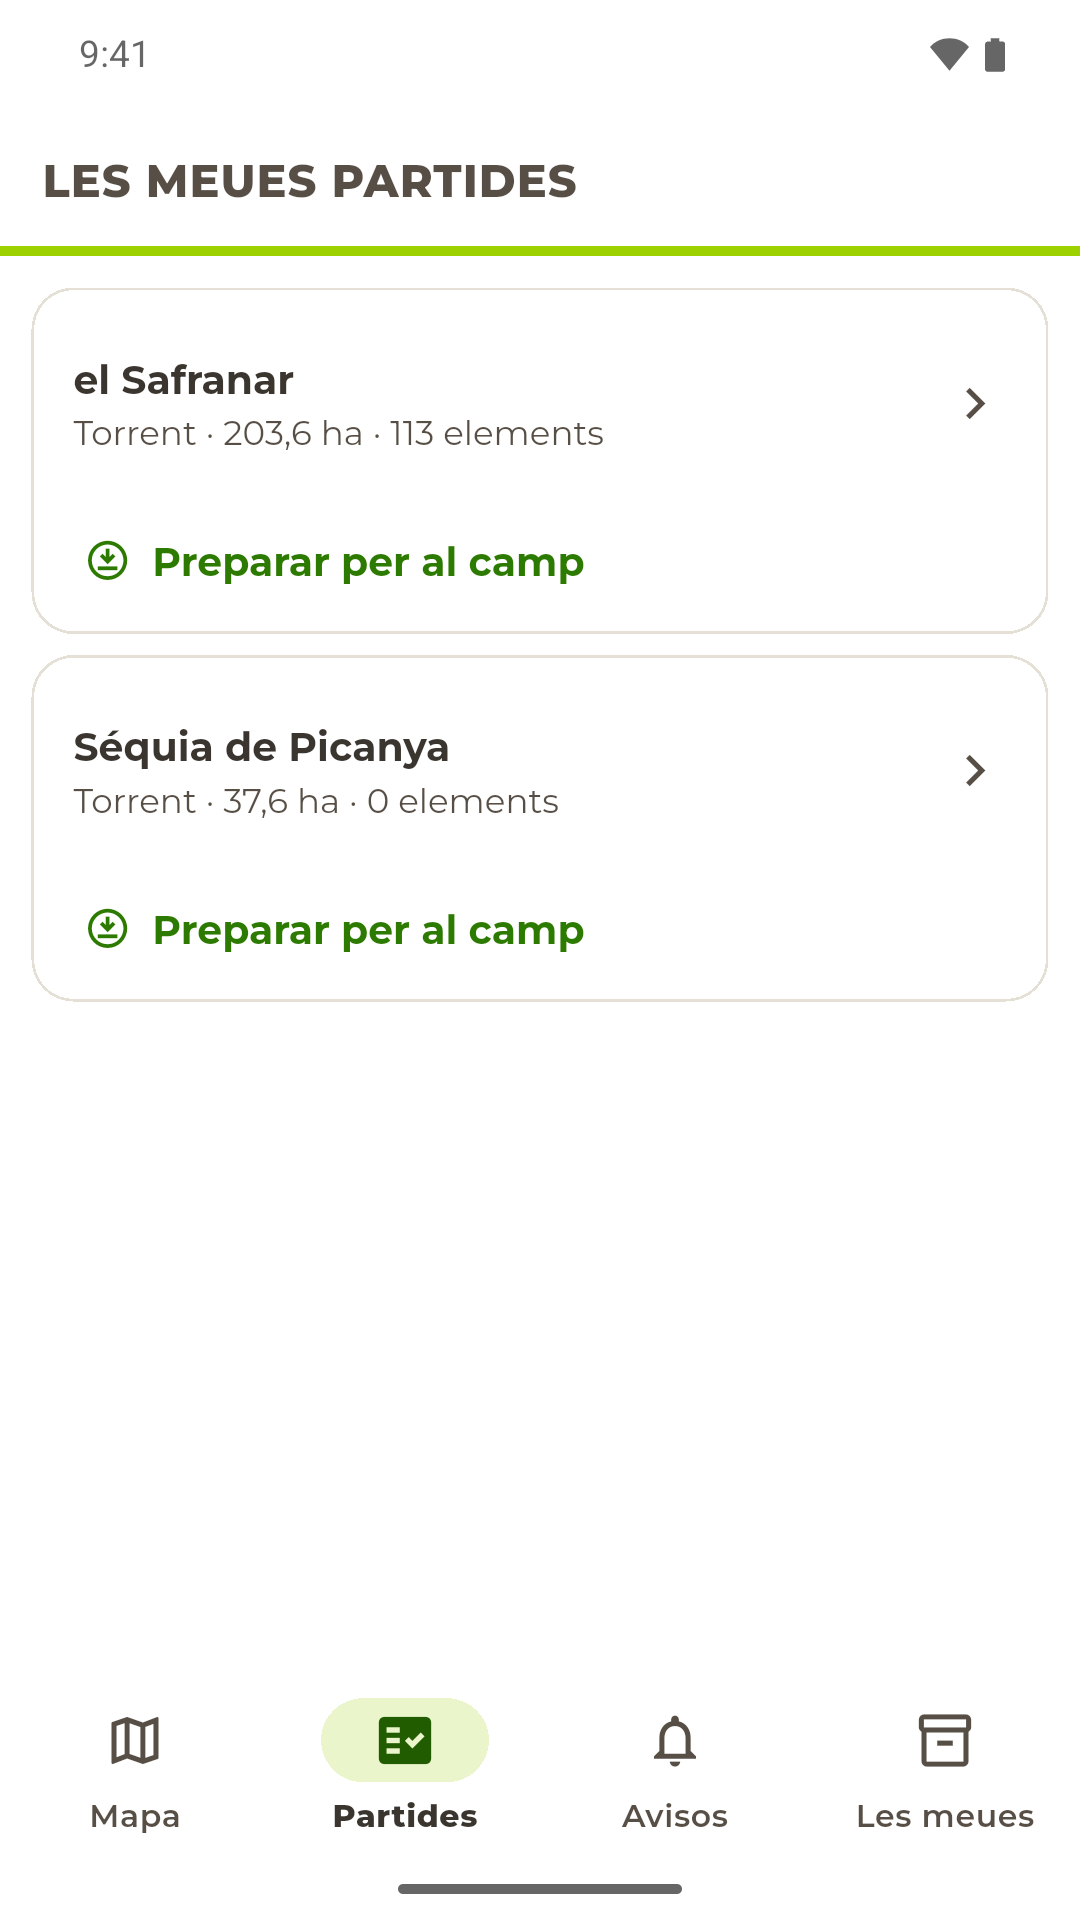 9:41
LES MEUES PARTIDES
el Safranar
Torrent · 203,6 ha · 113 elements
Preparar per al camp
Séquia de Picanya
Torrent · 37,6 ha · 0 elements
Preparar per al camp
Mapa
Partides
Avisos
Les meues